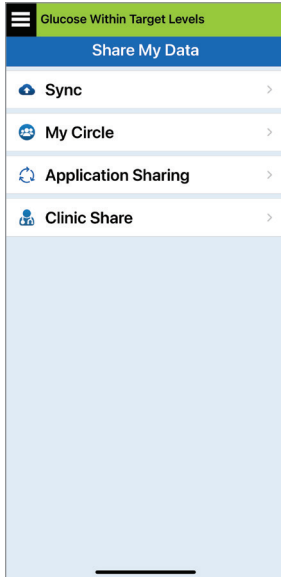 Glucose Within Target Levels
Share My Data
Sync
My Circle
Application Sharing
Clinic Share